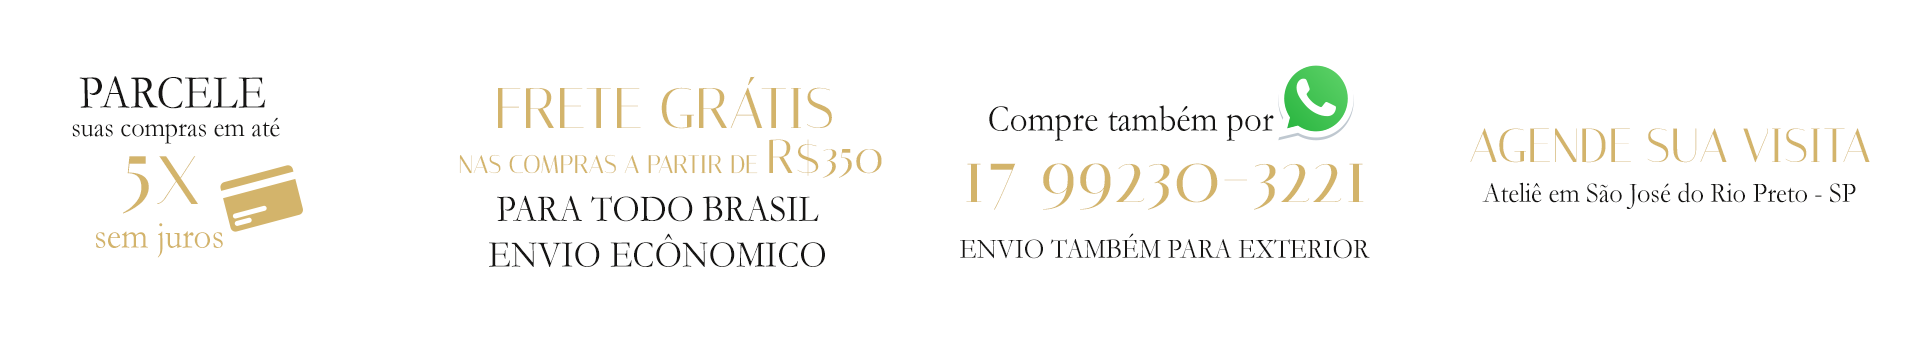 PARCELE
suas compras em até
5X
sem juros
FRETE GRÁTIS
NAS COMPRAS A PARTIR DE R$350
PARA TODO BRASIL
ENVIO ECÔNOMICO
Compre também por
17 99230-3221
ENVIO TAMBÉM PARA EXTERIOR
AGENDE SUA VISITA
Ateliê em São José do Rio Preto - SP